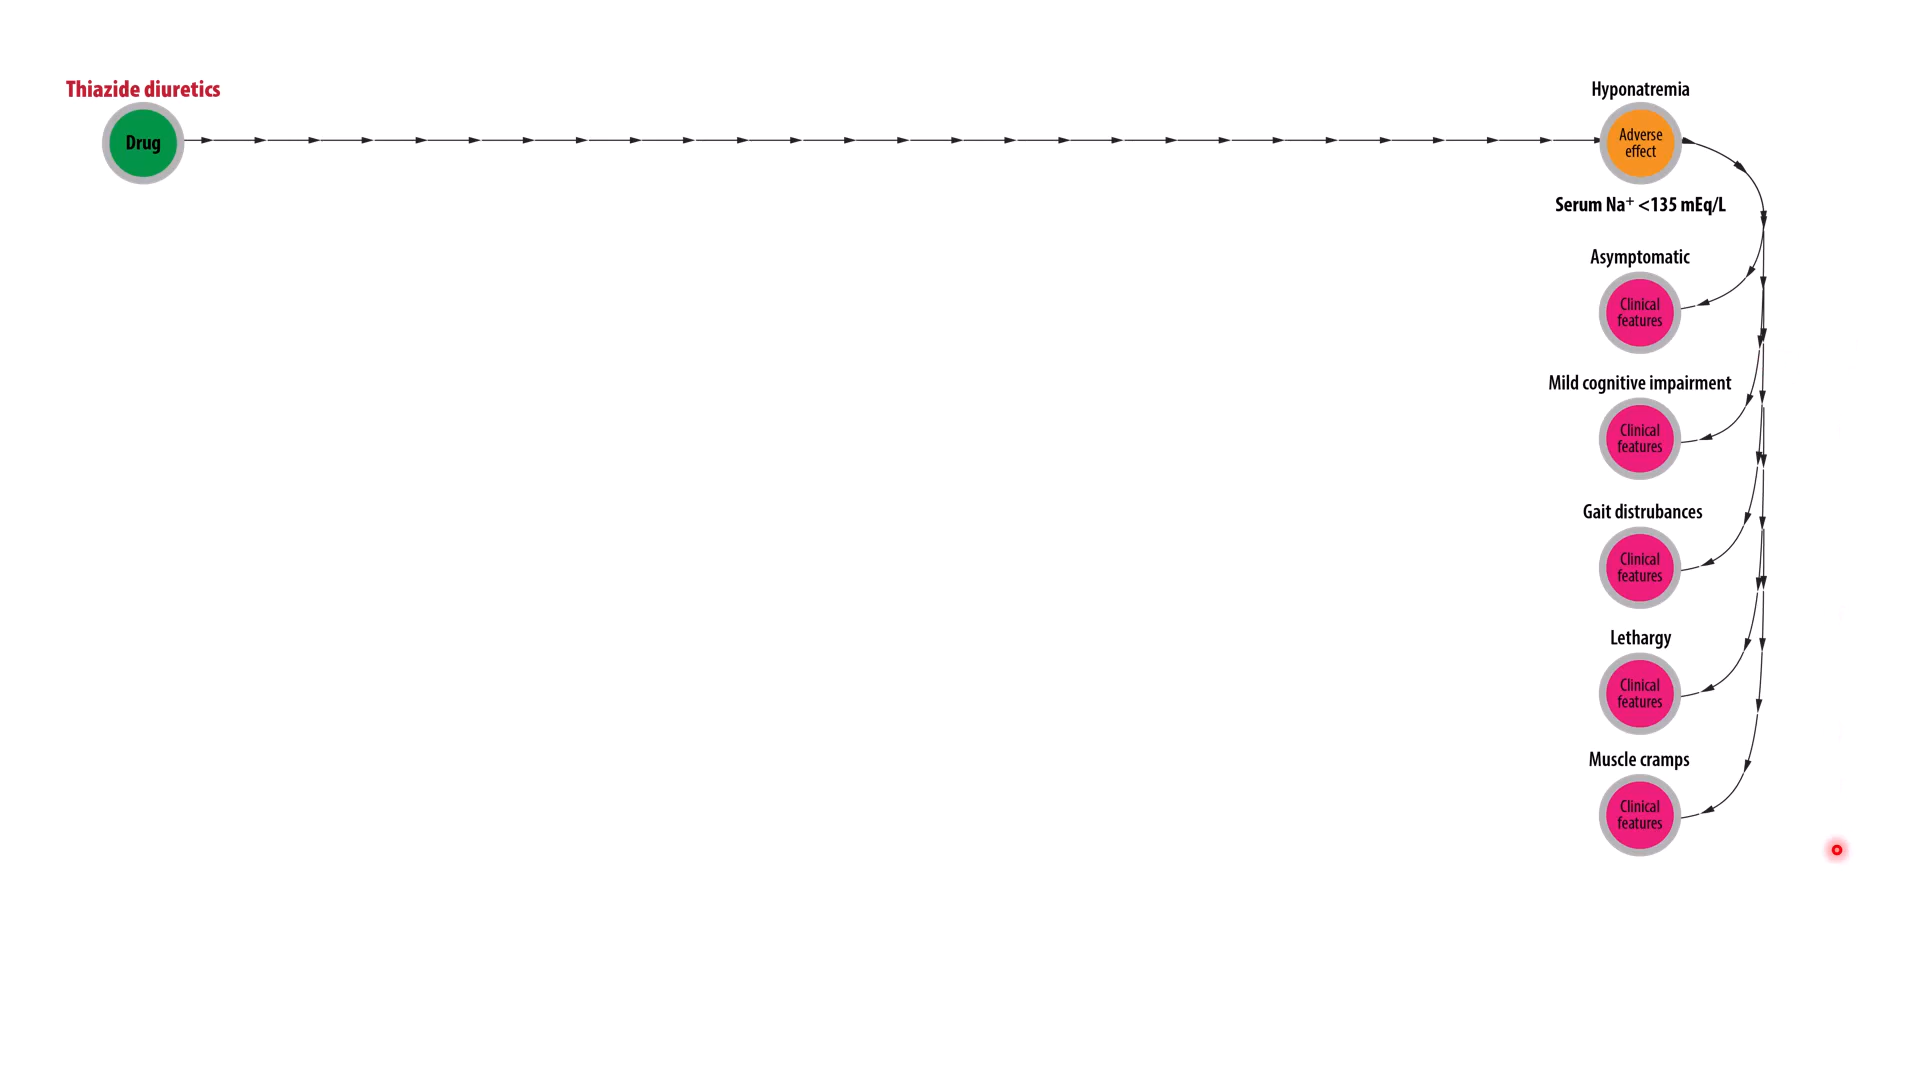 Thiazide diuretics
Drug
Hyponatremia
Adverse
effect
Serum Na⁺ <135 mEq/L
Asymptomatic
Clinical
features
Mild cognitive impairment
Clinical
features
Gait distrubances
Clinical
features
Lethargy
Clinical
features
Muscle cramps
Clinical
features